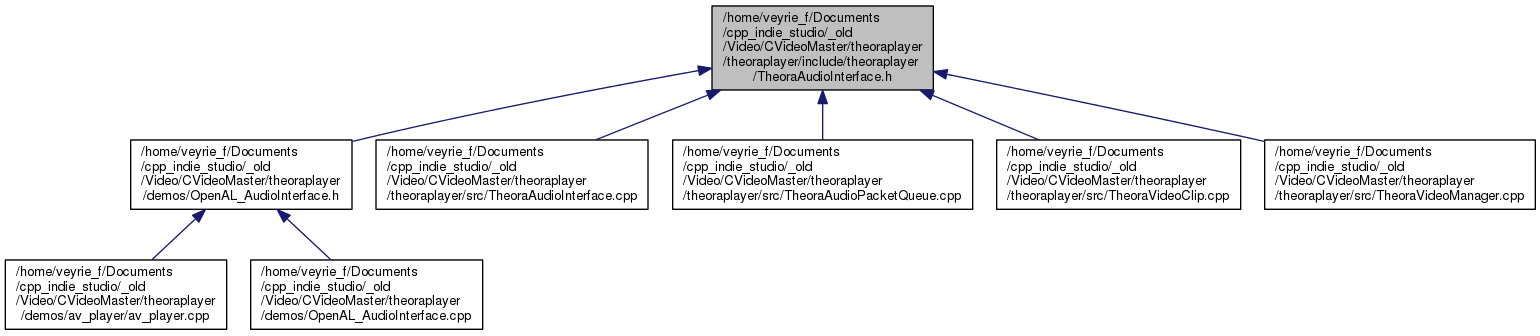 /home/veyrie_f/Documents
/cpp_indie_studio/_old
/Video/CVideoMaster/theoraplayer
/theoraplayer/include/theoraplayer
/TheoraAudioInterface.h
/home/veyrie_f/Documents
/cpp_indie_studio/_old
/Video/CVideoMaster/theoraplayer
/demos/OpenAL_AudioInterface.h
/home/veyrie_f/Documents
/cpp_indie_studio/_old
/Video/CVideoMaster/theoraplayer
/theoraplayer/src/TheoraAudioInterface.cpp
/home/veyrie_f/Documents
/cpp_indie_studio/_old
/Video/CVideoMaster/theoraplayer
/theoraplayer/src/TheoraAudioPacketQueue.cpp
/home/veyrie_f/Documents
/cpp_indie_studio/_old
/Video/CVideoMaster/theoraplayer
/theoraplayer/src/TheoraVideoClip.cpp
/home/veyrie_f/Documents
/cpp_indie_studio/_old
/Video/CVideoMaster/theoraplayer
/theoraplayer/src/TheoraVideoManager.cpp
/home/veyrie_f/Documents
/cpp_indie_studio/_old
/Video/CVideoMaster/theoraplayer
/demos/av_player/av_player.cpp
/home/veyrie_f/Documents
/cpp_indie_studio/_old
/Video/CVideoMaster/theoraplayer
/demos/OpenAL_AudioInterface.cpp